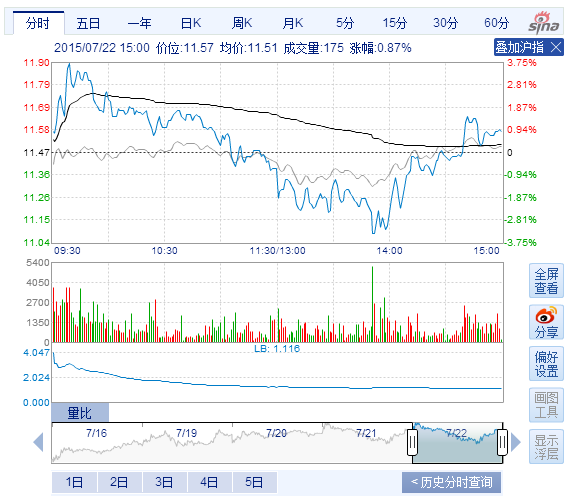 分时 五日 一年 日K 周K 月K 5分 15分 30分 60分 sina
2015/07/22 15:00 价位:11.57 均价:11.51 成交量:175 涨幅:0.87% 叠加沪指
11.90 3.75%
11.79 2.81%
11.69 1.87%
11.58 0.94%
11.47 0
11.36 -0.94%
11.26 -1.87%
11.15 -2.81%
11.04 -3.75%
09:30 10:30 11:30/13:00 14:00 15:00
5400
4050
2700
1350
0
LB: 1.116
4.047
2.024
0.000
全屏
查看
分享
偏好
设置
画图
工具
显示
浮层
量比
7/16 7/19 7/20 7/21 7/22
1日 2日 3日 4日 5日 <历史分时查询